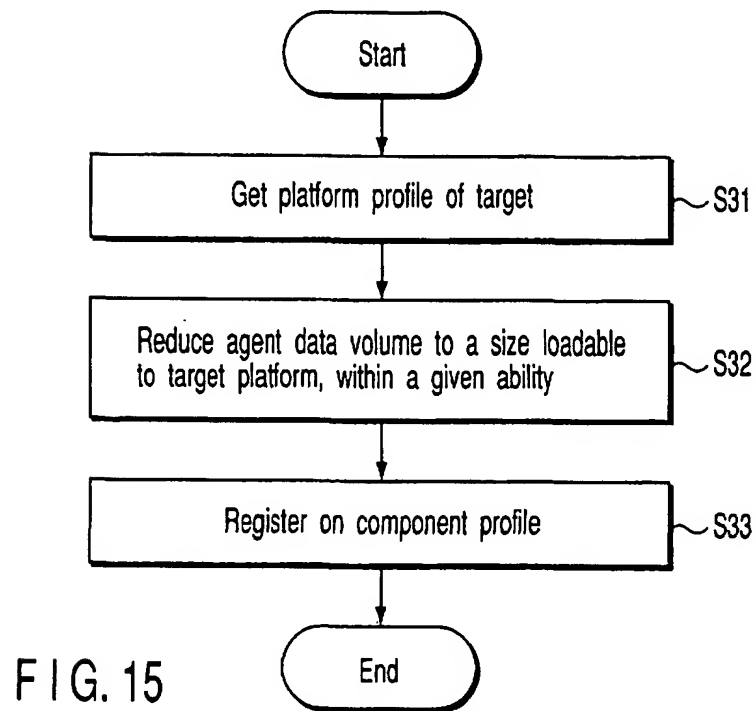 Start
Get platform profile of target
S31
Reduce agent data volume to a size loadable
to target platform, within a given ability
S32
Register on component profile
S33
End
FIG. 15